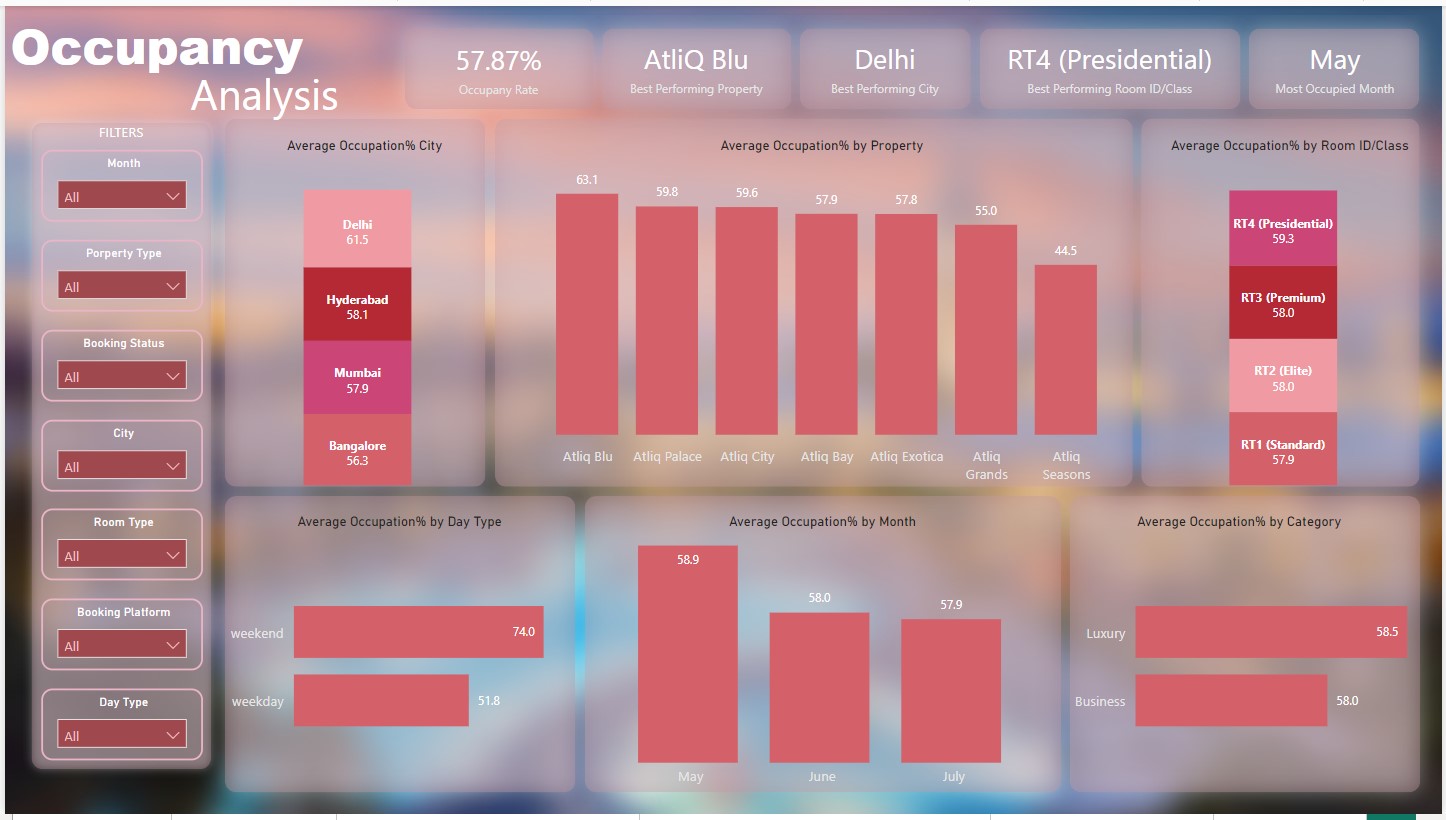 Occupancy
Analysis
57.87%
Occupany Rate
AtliQ Blu
Best Performing Property
Delhi
Best Performing City
RT4 (Presidential)
Best Performing Room ID/Class
May
Most Occupied Month
FILTERS
Month
All
Porperty Type
All
Booking Status
All
City
All
Room Type
All
Booking Platform
All
Day Type
All
Average Occupation% City
Delhi
61.5
Hyderabad
58.1
Mumbai
57.9
Bangalore
56.3
Average Occupation% by Property
63.1
59.8
59.6
57.9
57.8
55.0
44.5
Atliq Blu
Atliq Palace
Atliq City
Atliq Bay
Atliq Exotica
Atliq
Grands
Atliq
Seasons
Average Occupation% by Room ID/Class
RT4 (Presidential)
59.3
RT3 (Premium)
58.0
RT2 (Elite)
58.0
RT1 (Standard)
57.9
Average Occupation% by Day Type
weekend
74.0
weekday
51.8
Average Occupation% by Month
58.9
58.0
57.9
May
June
July
Average Occupation% by Category
Luxury
58.5
Business
58.0